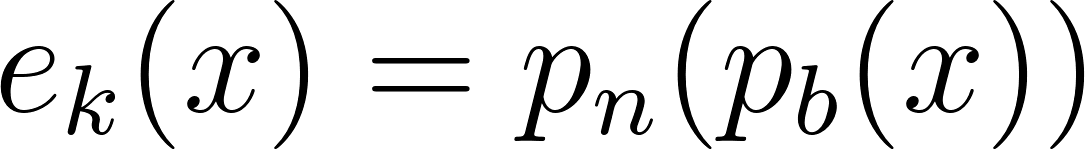 e_k(x) = p_n(p_b(x))